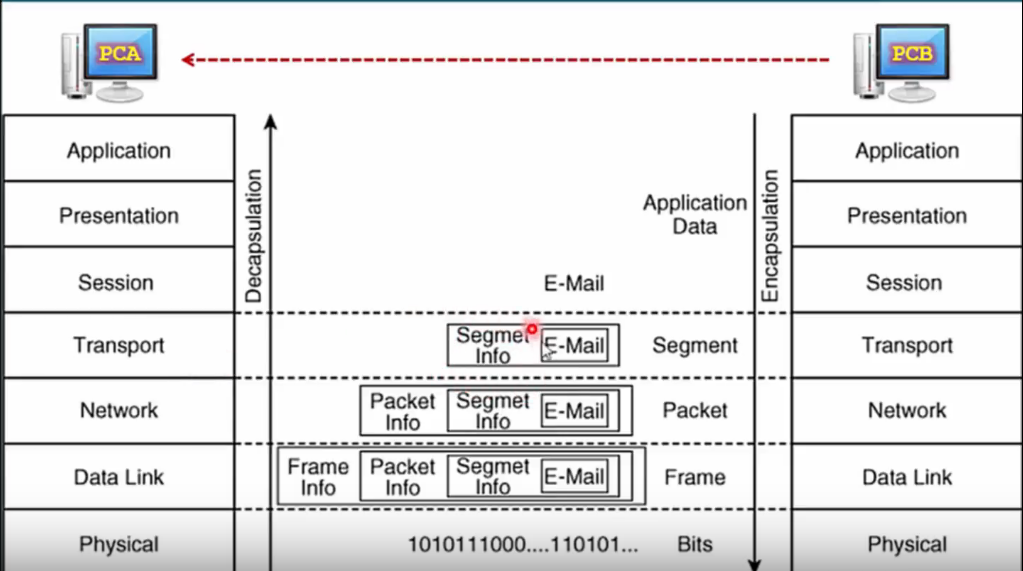 PCA
PCB
Application
Presentation
Session
Transport
Network
Data Link
Physical
Decapsulation
Application
Data
E-Mail
Segmet
Info
E-Mail
Segment
Packet
Info
Segmet
Info
E-Mail
Packet
Frame
Info
Packet
Info
Segmet
Info
E-Mail
Frame
1010111000....110101...
Bits
Encapsulation
Application
Presentation
Session
Transport
Network
Data Link
Physical